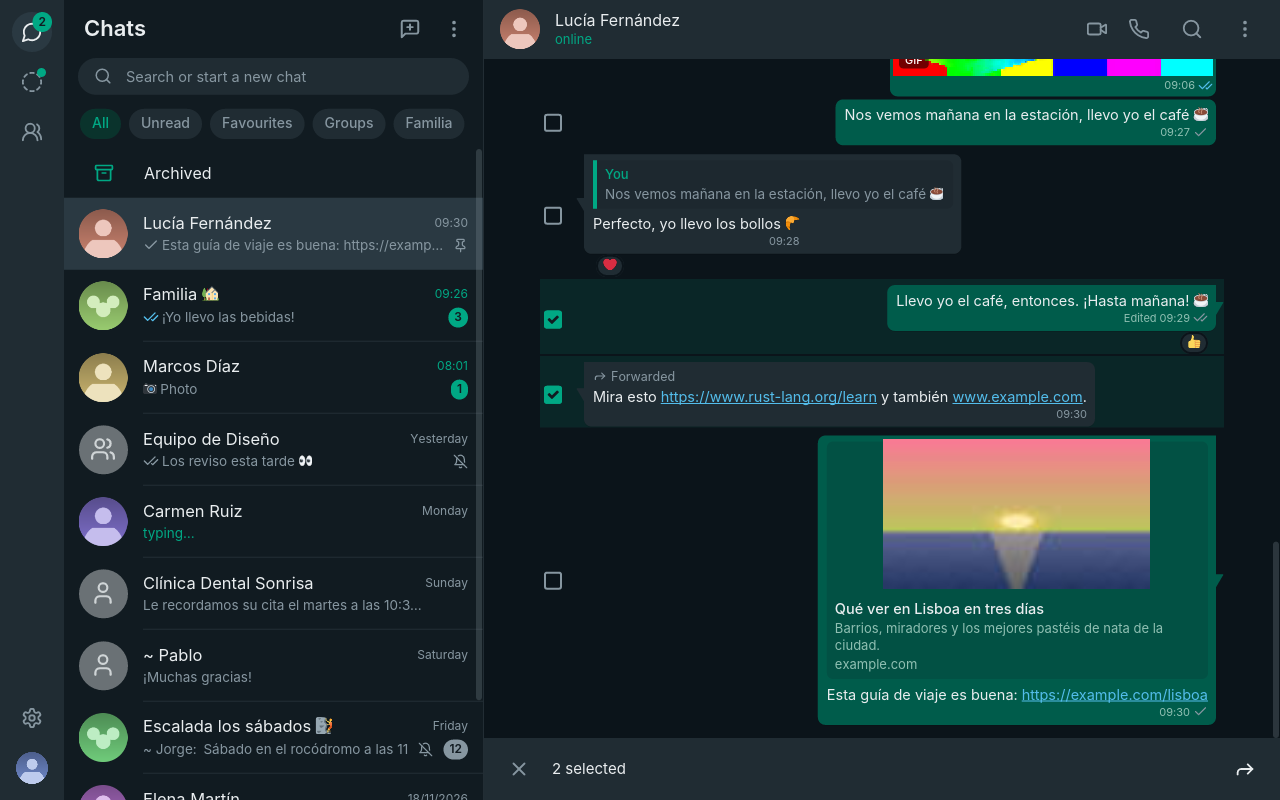 2
Chats
Search or start a new chat
All
Unread
Favourites
Groups
Familia
Archived
Lucía Fernández
09:30
Esta guía de viaje es buena: https://examp...
Familia
09:26
¡Yo llevo las bebidas!
3
Marcos Díaz
08:01
Photo
1
Equipo de Diseño
Yesterday
Los reviso esta tarde 👀
Carmen Ruiz
Monday
typing...
Clínica Dental Sonrisa
Sunday
Le recordamos su cita el martes a las 10:3...
~ Pablo
Saturday
¡Muchas gracias!
Escalada los sábados
Friday
~ Jorge: Sábado en el rocódromo a las 11
12
Elena Martín
18/11/2026
Lucía Fernández
online
GIF
09:06
Nos vemos mañana en la estación, llevo yo el café ☕
09:27
You
Nos vemos mañana en la estación, llevo yo el café ☕
Perfecto, yo llevo los bollos 🥐
09:28
Llevo yo el café, entonces. ¡Hasta mañana! ☕
Edited 09:29
Forwarded
Mira esto https://www.rust-lang.org/learn y también www.example.com.
09:30
Qué ver en Lisboa en tres días
Barrios, miradores y los mejores pastéis de nata de la
ciudad.
example.com
Esta guía de viaje es buena: https://example.com/lisboa
09:30
2 selected